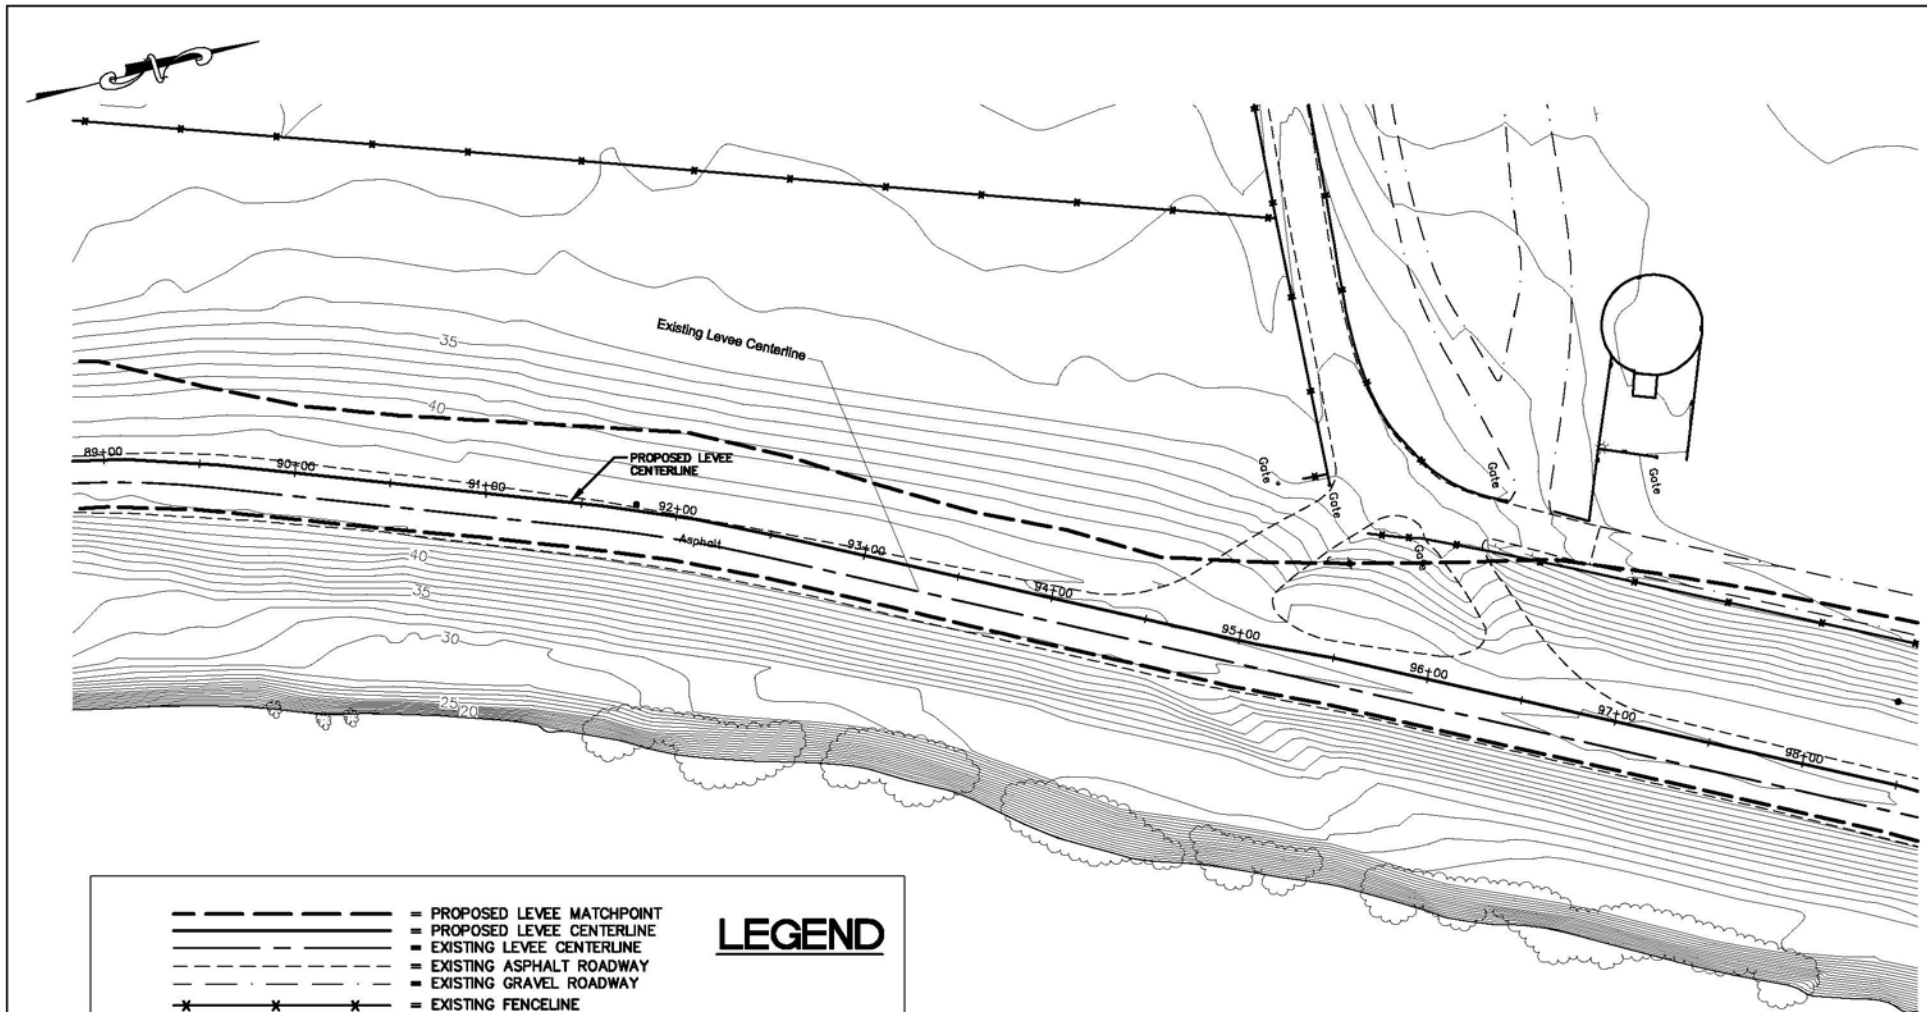 N
35
Existing Levee Centerline
40
89+00
90+00
91+00
PROPOSED LEVEE
CENTERLINE
92+00
Asphalt
93+00
94+00
95+00
96+00
97+00
98+00
Gate
Gate
Gate
Gate
Gate
40
35
30
25
20
LEGEND
= PROPOSED LEVEE MATCHPOINT
= PROPOSED LEVEE CENTERLINE
= EXISTING LEVEE CENTERLINE
= EXISTING ASPHALT ROADWAY
= EXISTING GRAVEL ROADWAY
= EXISTING FENCELINE